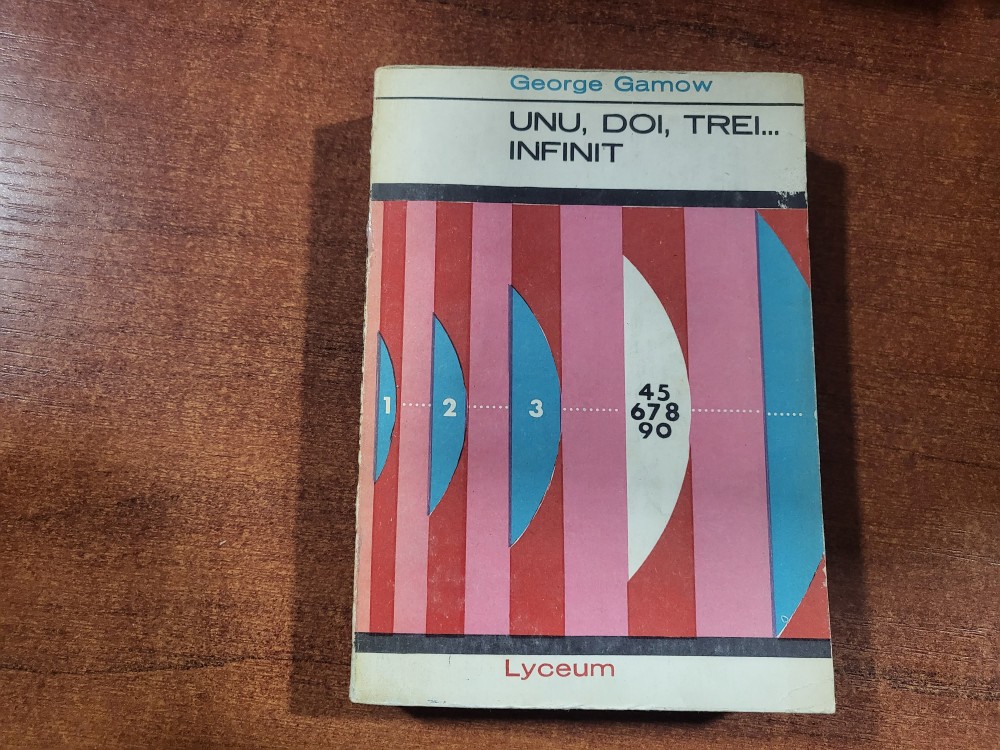 George Gamow
UNU, DOI, TREI...
INFINIT
1
2
3
45
678
90
Lyceum